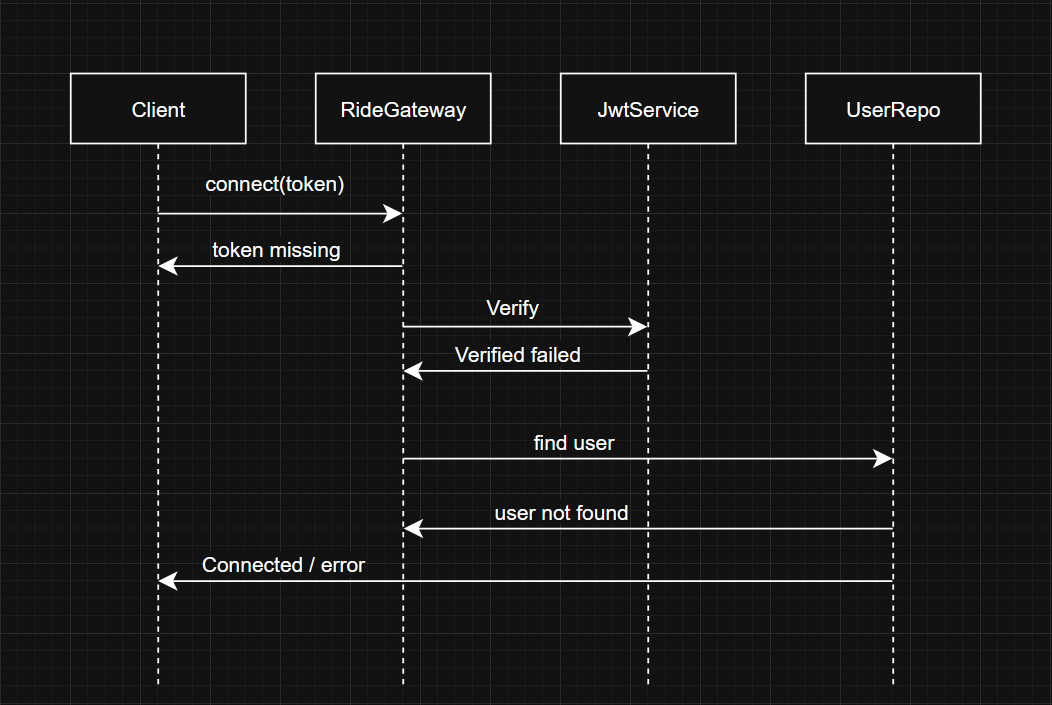 Client
RideGateway
JwtService
UserRepo
connect(token)
token missing
Verify
Verified failed
find user
user not found
Connected / error